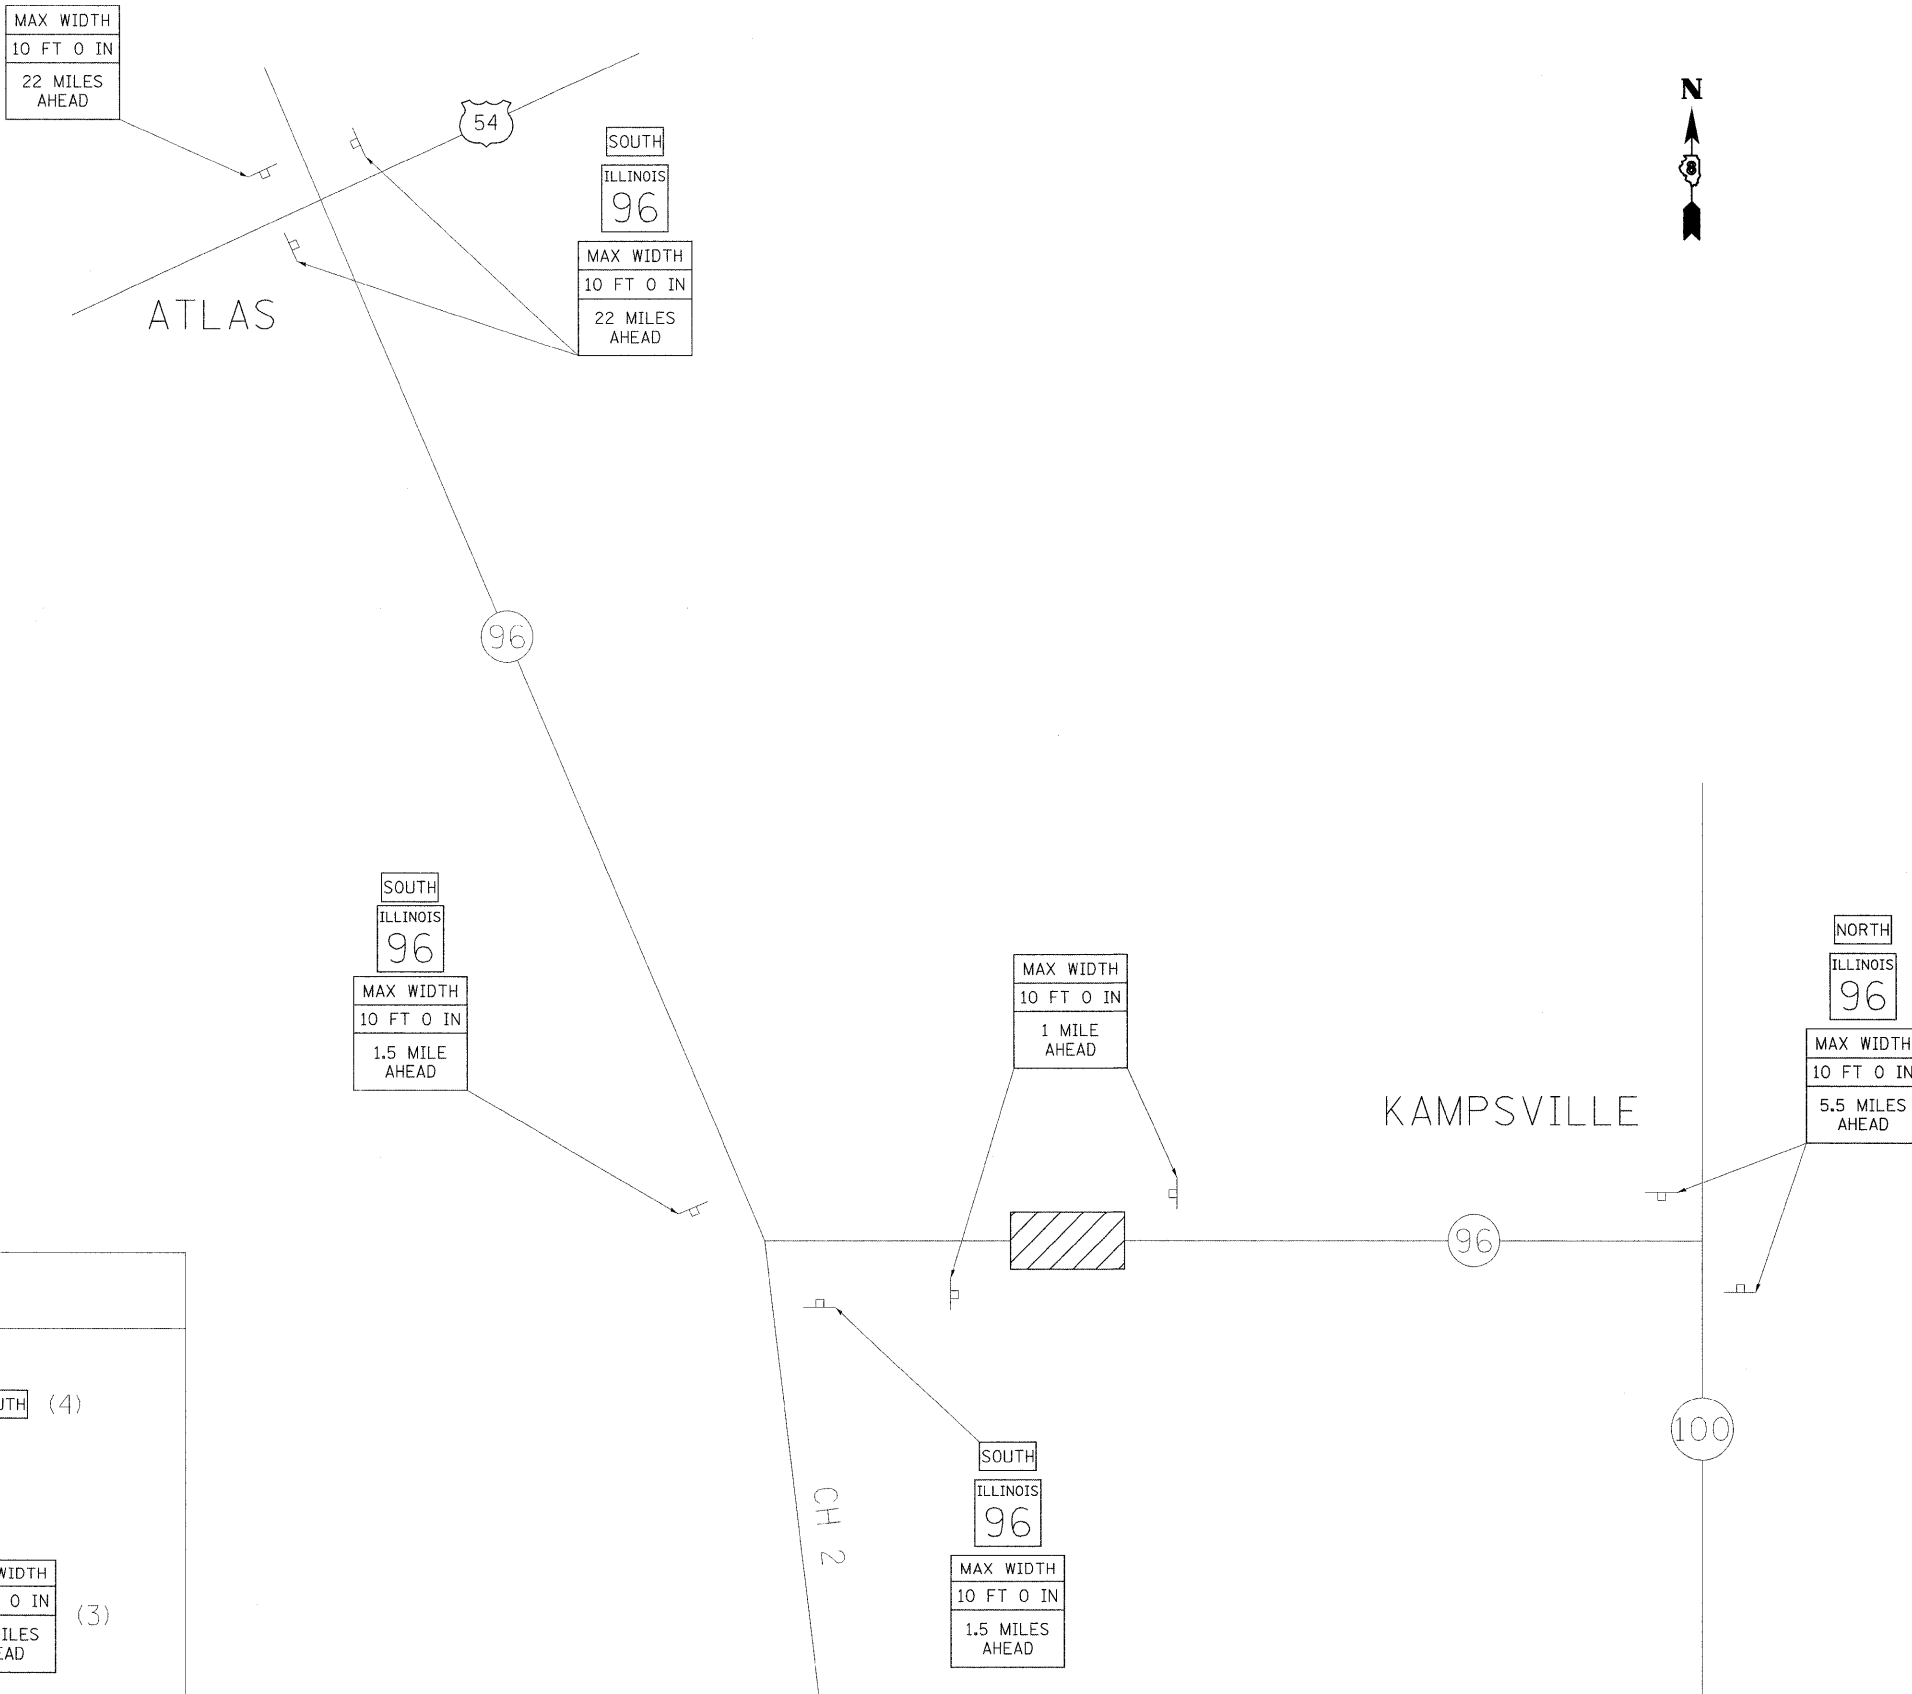 MAX WIDTH
10 FT 0 IN
22 MILES
AHEAD
54
N
8
SOUTH
ILLINOIS
96
MAX WIDTH
10 FT 0 IN
22 MILES
AHEAD
ATLAS
96
SOUTH
ILLINOIS
96
MAX WIDTH
10 FT 0 IN
1.5 MILE
AHEAD
MAX WIDTH
10 FT 0 IN
1 MILE
AHEAD
NORTH
ILLINOIS
96
MAX WIDTH
10 FT 0 IN
5.5 MILES
AHEAD
KAMPSVILLE
96
100
SOUTH
ILLINOIS
96
MAX WIDTH
10 FT 0 IN
1.5 MILES
AHEAD
CH 2
(4)
0 IN
(3)